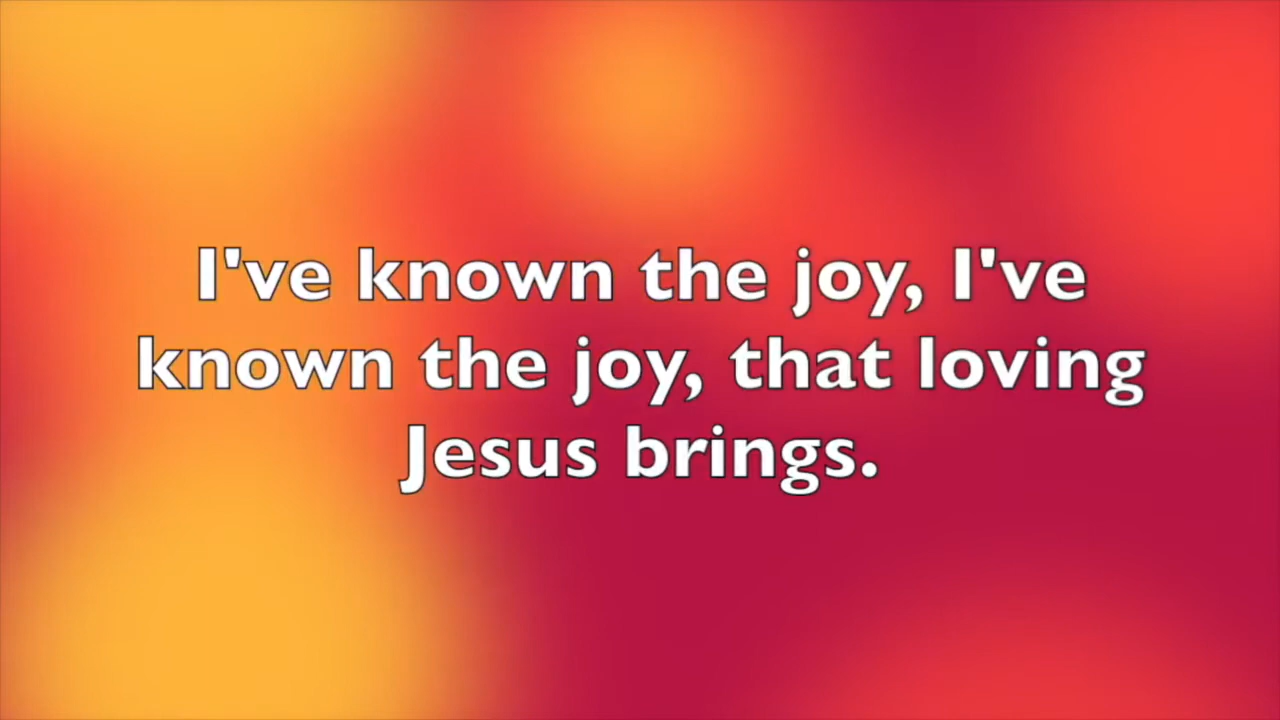 I've known the joy, I've
known the joy, that loving
Jesus brings.